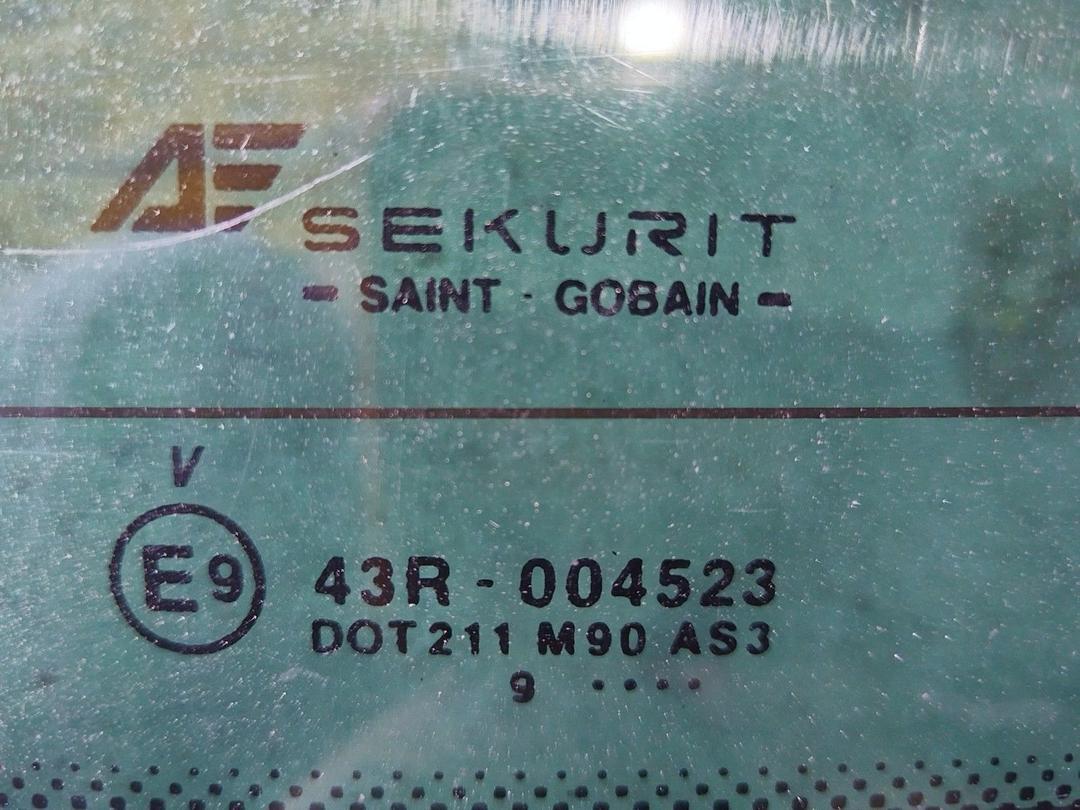 AE
SEKURIT
- SAINT - GOBAIN -
V
E9
43R - 004523
DOT 211 M90 AS3
9 ....